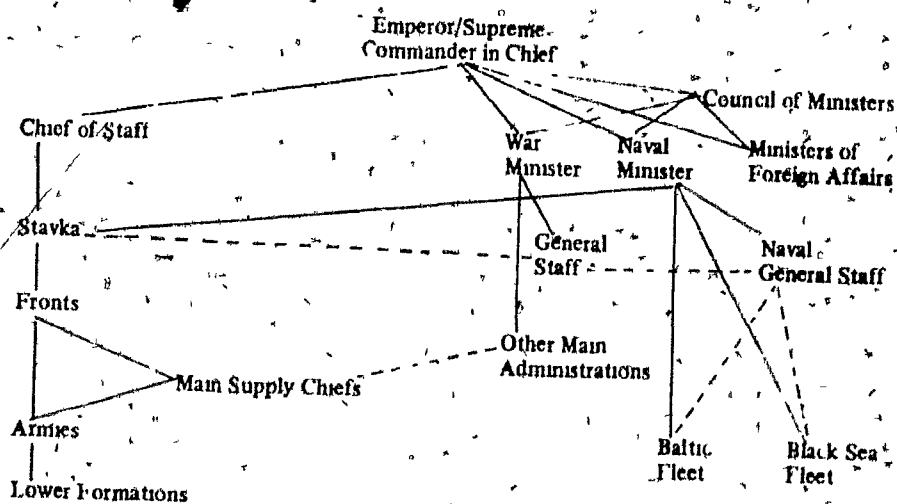 Emperor/Supreme
Commander in Chief
Council of Ministers
Chief of Staff
War
Minister
Naval
Minister
Ministers of
Foreign Affairs
Stavka
General
Staff
Naval
General Staff
Fronts
Other Main
Administrations
Main Supply Chiefs
Armies
Baltic
Fleet
Black Sea
Fleet
Lower Formations